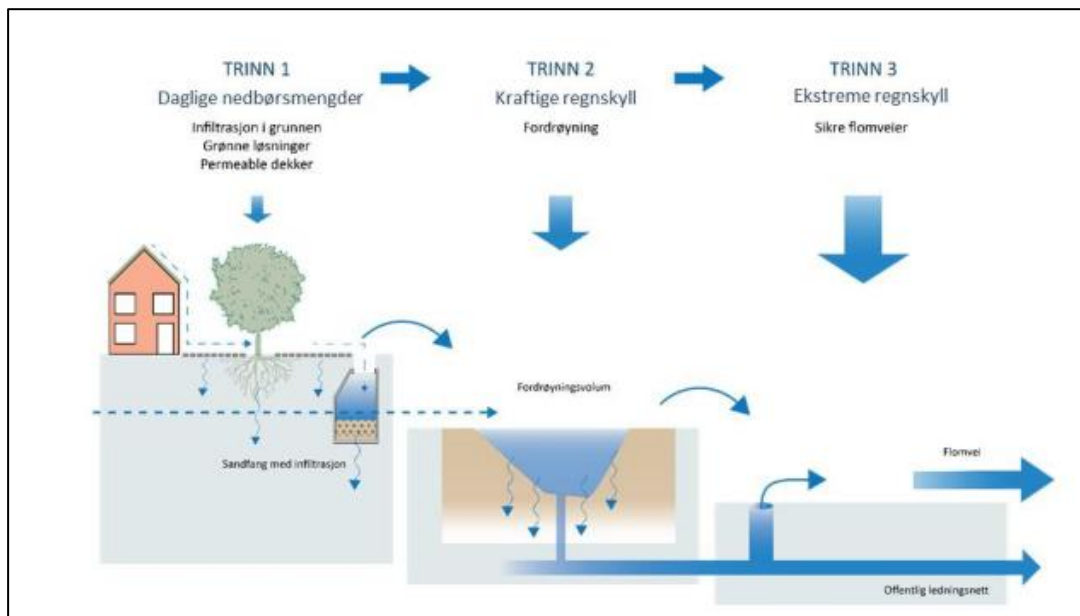 TRINN 1
Daglige nedbørsmengder
Infiltrasjon i grunnen
Grønne løsninger
Permeable dekker
TRINN 2
Kraftige regnskyll
Fordrøyning
TRINN 3
Ekstreme regnskyll
Sikre flomveier
Fordrøyningsvolum
Sandfang med infiltrasjon
Flomvei
Offentlig ledningsnett